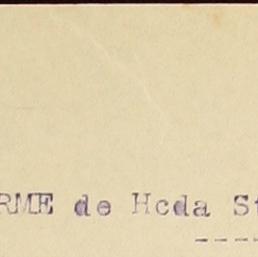 RME de Hcda St
-----